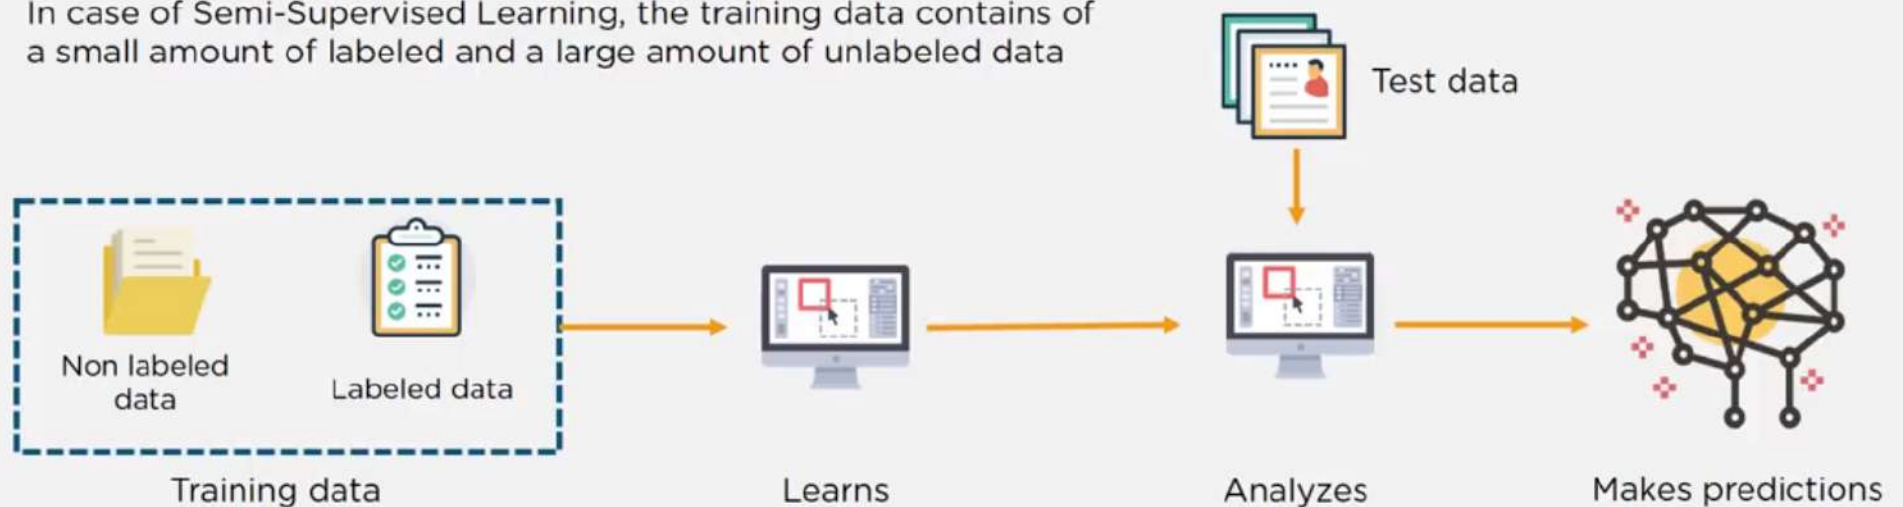 In case of Semi-Supervised Learning, the training data contains of
a small amount of labeled and a large amount of unlabeled data
Test data
Non labeled
data
Labeled data
Training data
Learns
Analyzes
Makes predictions